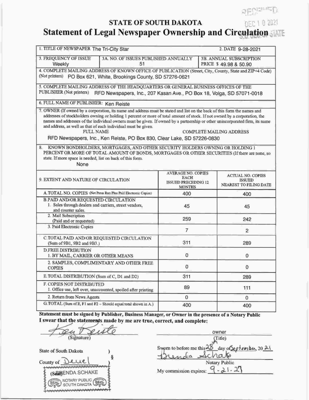 DEC 1 0 2021
STATE OF SOUTH DAKOTA
Statement of Legal Newspaper Ownership and Circulation
1. TITLE OF NEWSPAPER The Tri-City Star
2. DATE 9-28-2021
3. FREQUENCY OF ISSUE
Weekly
3A. NO. OF ISSUES PUBLISHED ANNUALLY
51
3B. ANNUAL SUBSCRIPTION
PRICE $ 49.98 & 50.90
4. COMPLETE MAILING ADDRESS OF KNOWN OFFICE OF PUBLICATION (Street, City, County, State and ZIP+4 Code)
(Not printer) PO Box 621, White, Brookings County, SD 57276-0621
5. COMPLETE MAILING ADDRESS OF THE HEADQUARTERS OR GENERAL BUSINESS OFFICES OF THE
PUBLISHER (Not printer) RFD Newspapers, Inc., 207 Kasan Ave., PO Box 18, Volga, SD 57071-0018
6. FULL NAME OF PUBLISHER: Ken Reiste
7. OWNER (If owned by a corporation, its name and address must be stated and list on the back of this form the names and
addresses of stockholders owning or holding 1 percent or more of total amount of stock. If not owned by a corporation, the
names and addresses of the individual owners must be given. If owned by a partnership or other unincorporated firm, its name
and address, as well as that of each individual must be given.
FULL NAME
COMPLETE MAILING ADDRESS
RFD Newspapers, Inc., Ken Reiste, PO Box 830, Clear Lake, SD 57226-0830
8. KNOWN BONDHOLDERS, MORTGAGES, AND OTHER SECURITY HOLDERS OWNING OR HOLDING 1
PERCENT OR MORE OF TOTAL AMOUNT OF BONDS, MORTGAGES OR OTHER SECURITIES (If there are none, so
state. If more space is needed, list on back of this form)
None
9. EXTENT AND NATURE OF CIRCULATION
AVERAGE NO. COPIES
EACH
ISSUED PRECEDING 12
MONTHS
ACTUAL NO. COPIES
ISSUED
NEAREST TO FILING DATE
A. TOTAL NO. COPIES (Net Press Run Plus Paid Electronic Copies) 400 400
B. PAID AND/OR REQUESTED CIRCULATION
1. Sales through dealers and carriers, street vendors,
and counter sales. 45 45
2. Mail Subscription
(Paid and or requested) 259 242
3. Paid Electronic Copies 7 2
C. TOTAL PAID AND/OR REQUESTED CIRCULATION
(Sum of 9B1, 9B2 and 9B3) 311 289
D. FREE DISTRIBUTION
1. BY MAIL, CARRIER OR OTHER MEANS 0 0
2. SAMPLES, COMPLIMENTARY AND OTHER FREE
COPIES 0 0
E. TOTAL DISTRIBUTION (Sum of C, D1 and D2) 311 289
F. COPIES NOT DISTRIBUTED
1. Office use, left over, unaccounted, spoiled after printing 89 111
2. Return from News Agents 0 0
G. TOTAL (Sum of E, F1 and F2 - Should equal total shown in A.) 400 400
Statement must be signed by Publisher, Business Manager, or Owner in the presence of a Notary Public
I swear that the statements made by me are true, correct, and complete:
Ken Reiste
(Signature)
owner
(Title)
State of South Dakota )
§
County of Deuel )
Sworn to before me this 28 day of September, 2021
Brenda Schake
Notary Public
My commission expires: 9-21-27
BRENDA SCHAKE
NOTARY PUBLIC
SOUTH DAKOTA
SEAL